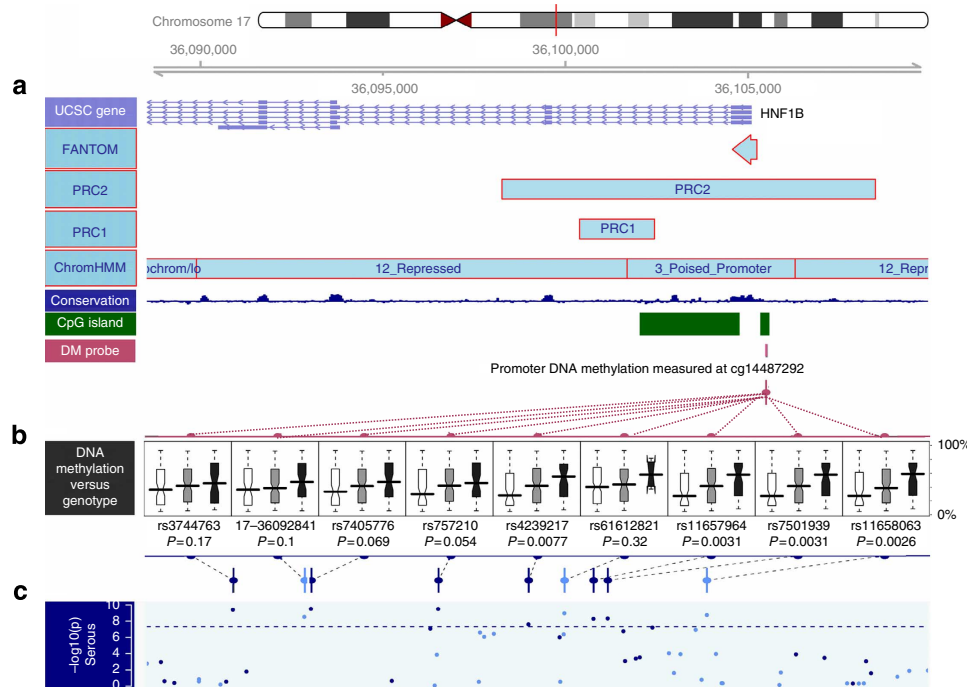 Chromosome 17
36,090,000
36,100,000
36,095,000
36,105,000
a
UCSC gene
HNF1B
FANTOM
PRC2
PRC2
PRC1
PRC1
ChromHMM
ochrom/lo
12_Repressed
3_Poised_Promoter
12_Repr
Conservation
CpG island
DM probe
Promoter DNA methylation measured at cg14487292
b
DNA
methylation
versus
genotype
100%
0%
rs3744763 17–36092841 rs7405776 rs757210 rs4239217 rs61612821 rs11657964 rs7501939 rs11658063
P=0.17 P=0.1 P=0.069 P=0.054 P=0.0077 P=0.32 P=0.0031 P=0.0031 P=0.0026
c
–log10(p)
Serous
10
8
6
4
2
0